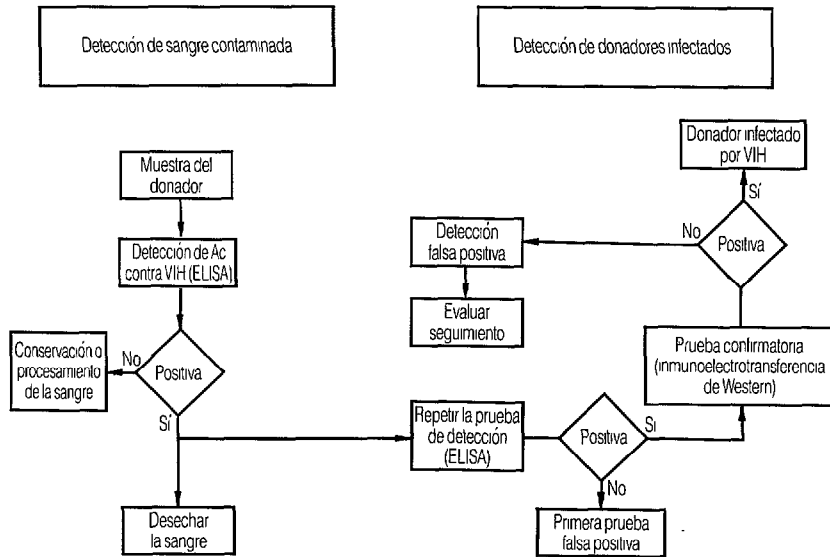 Detección de sangre contaminada
Detección de donadores infectados
Muestra del
donador
Detección de Ac
contra VIH (ELISA)
Positiva
No
Conservación o
procesamiento
de la sangre
Sí
Desechar
la sangre
Repetir la prueba
de detección
(ELISA)
Positiva
No
Primera prueba
falsa positiva
Si
Prueba confirmatoria
(inmunoelectrotransferencia
de Western)
Positiva
No
Detección
falsa positiva
Evaluar
seguimiento
Sí
Donador infectado
por VIH